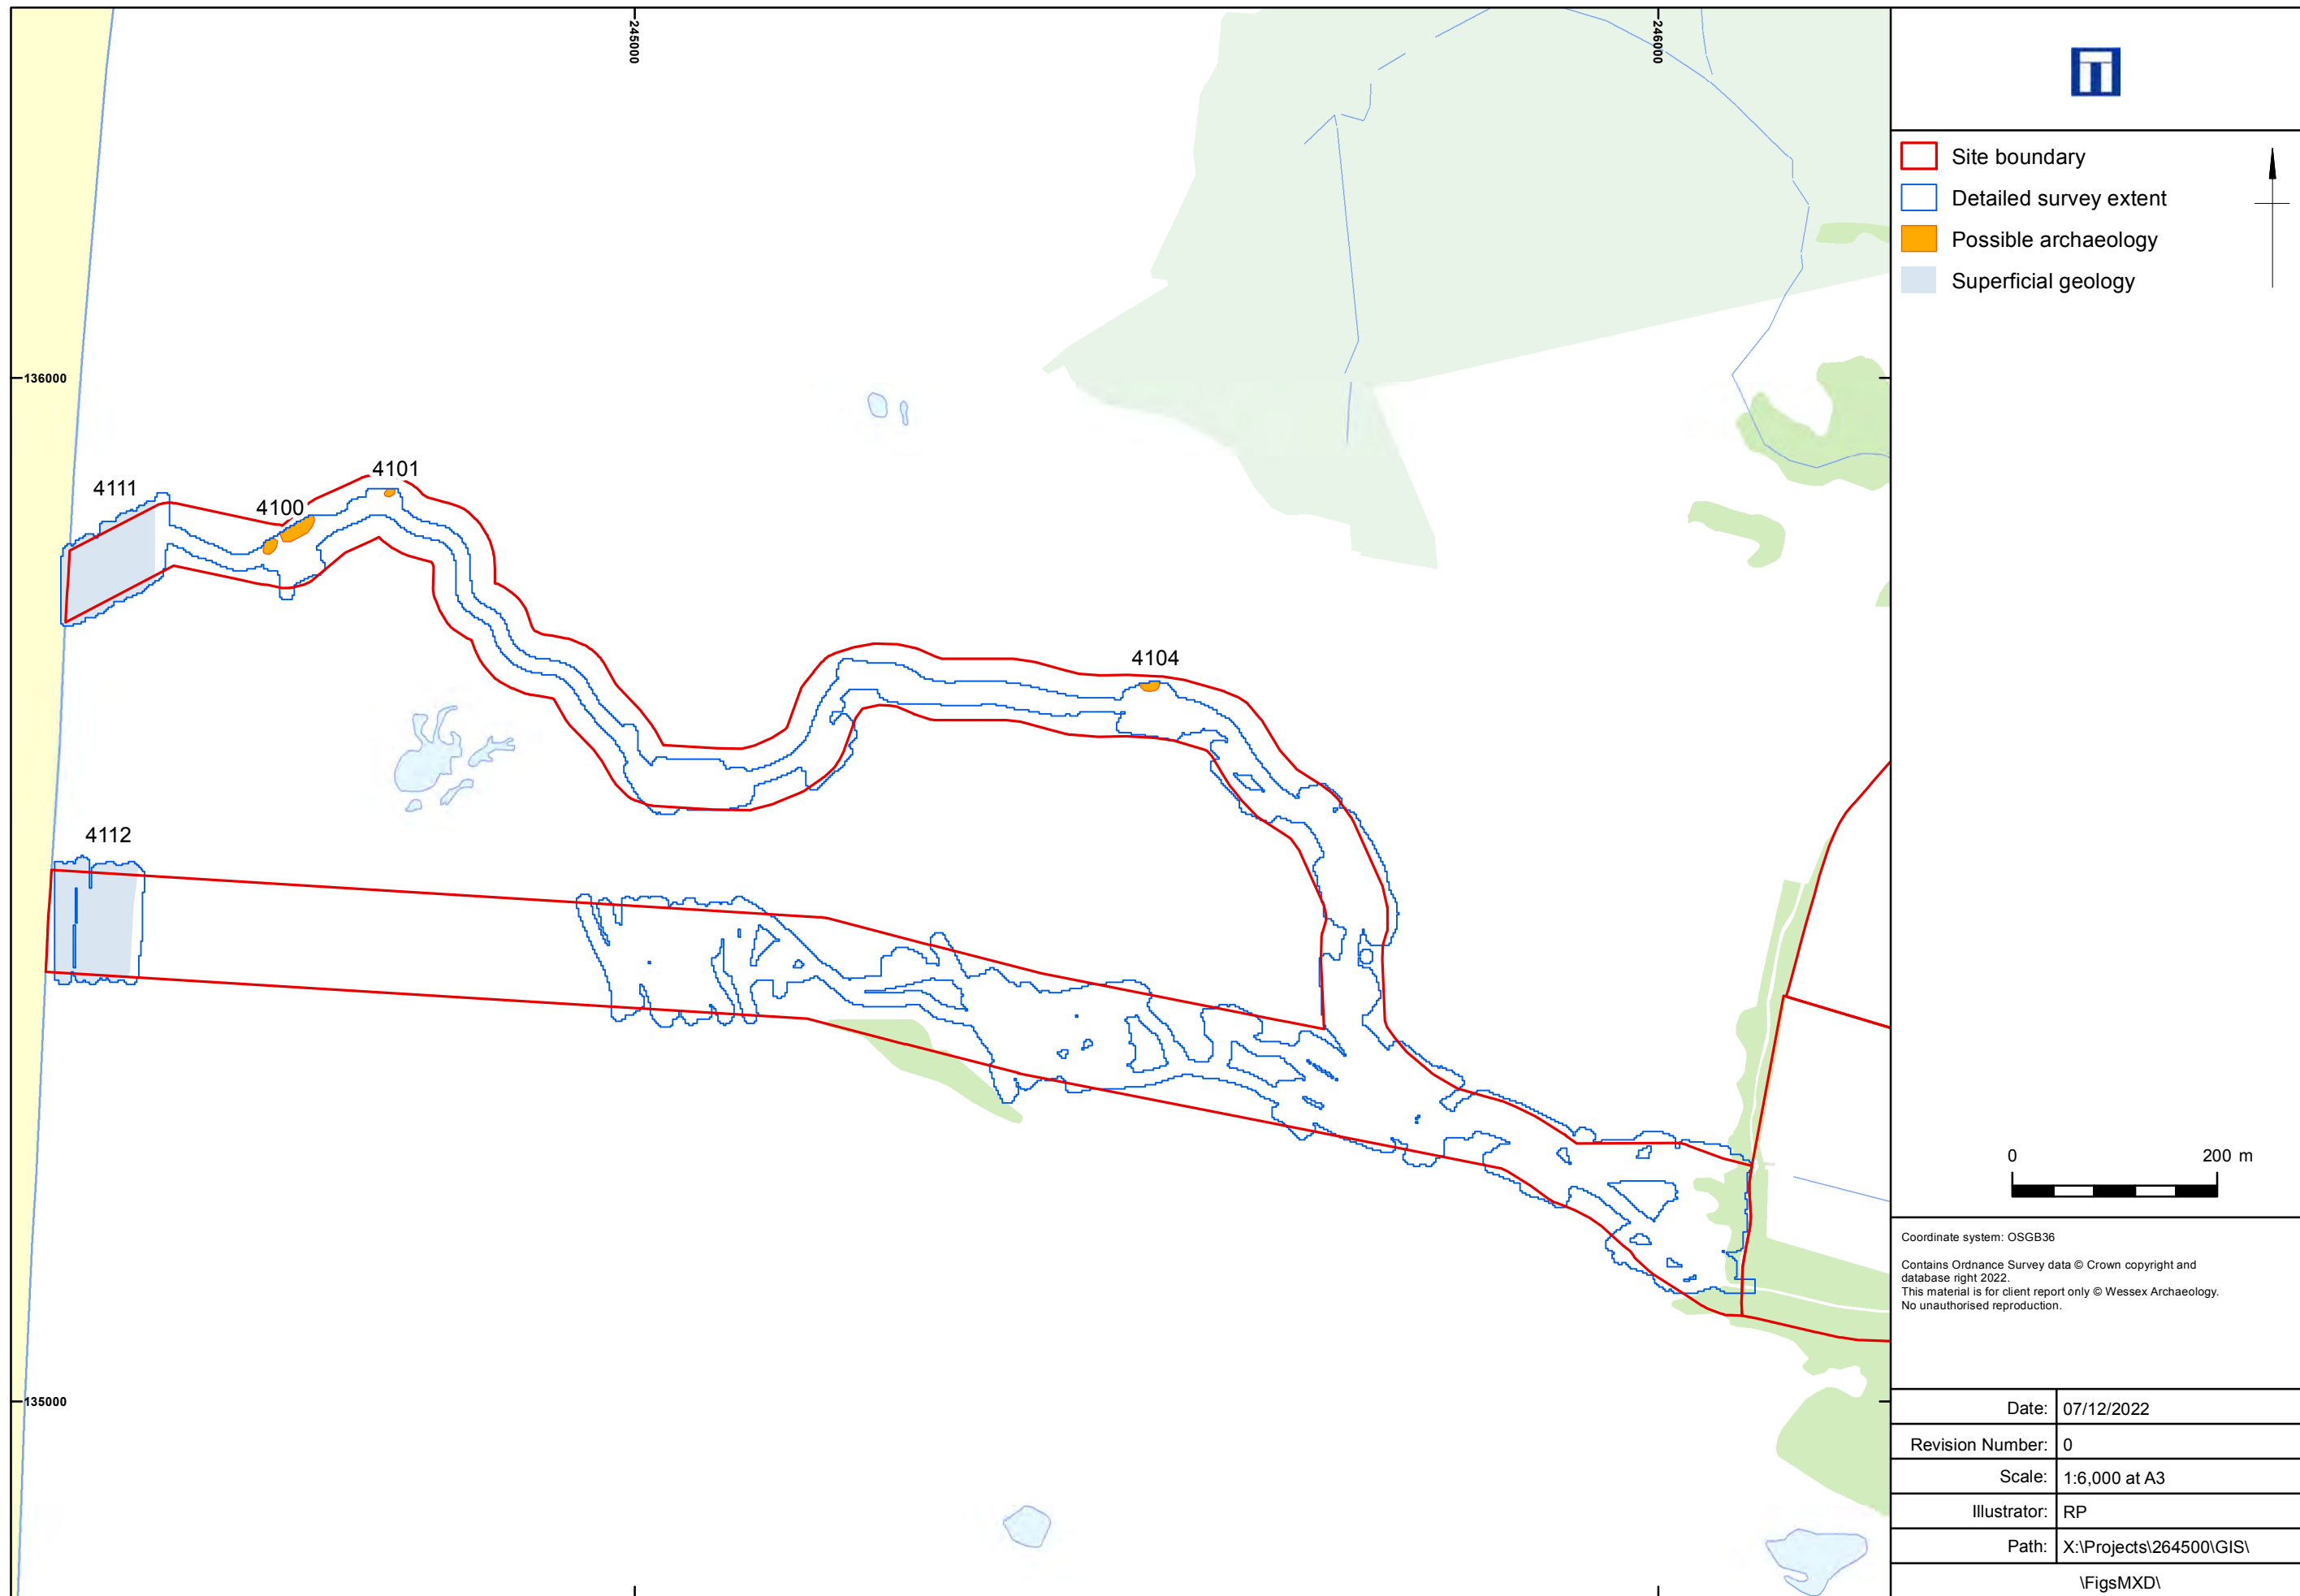 245000
246000
136000
135000
4111
4100
4101
4104
4112
Site boundary
Detailed survey extent
Possible archaeology
Superficial geology
0 200 m
Coordinate system: OSGB36
Contains Ordnance Survey data © Crown copyright and
database right 2022.
This material is for client report only © Wessex Archaeology.
No unauthorised reproduction.
Date: 07/12/2022
Revision Number: 0
Scale: 1:6,000 at A3
Illustrator: RP
Path: X:\Projects\264500\GIS\
\FigsMXD\